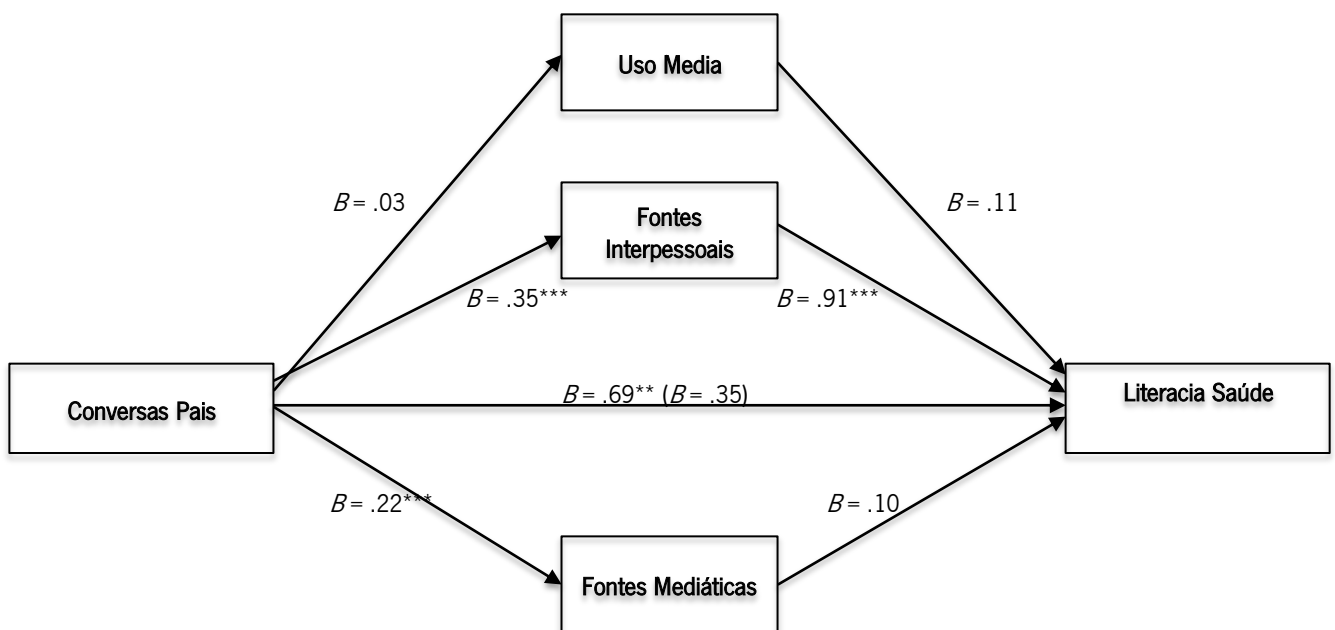 Uso Media
B = .03
B = .11
Fontes
Interpessoais
B = .35***
B = .91***
Conversas Pais
B = .69** (B = .35)
Literacia Saúde
B = .22***
B = .10
Fontes Mediáticas